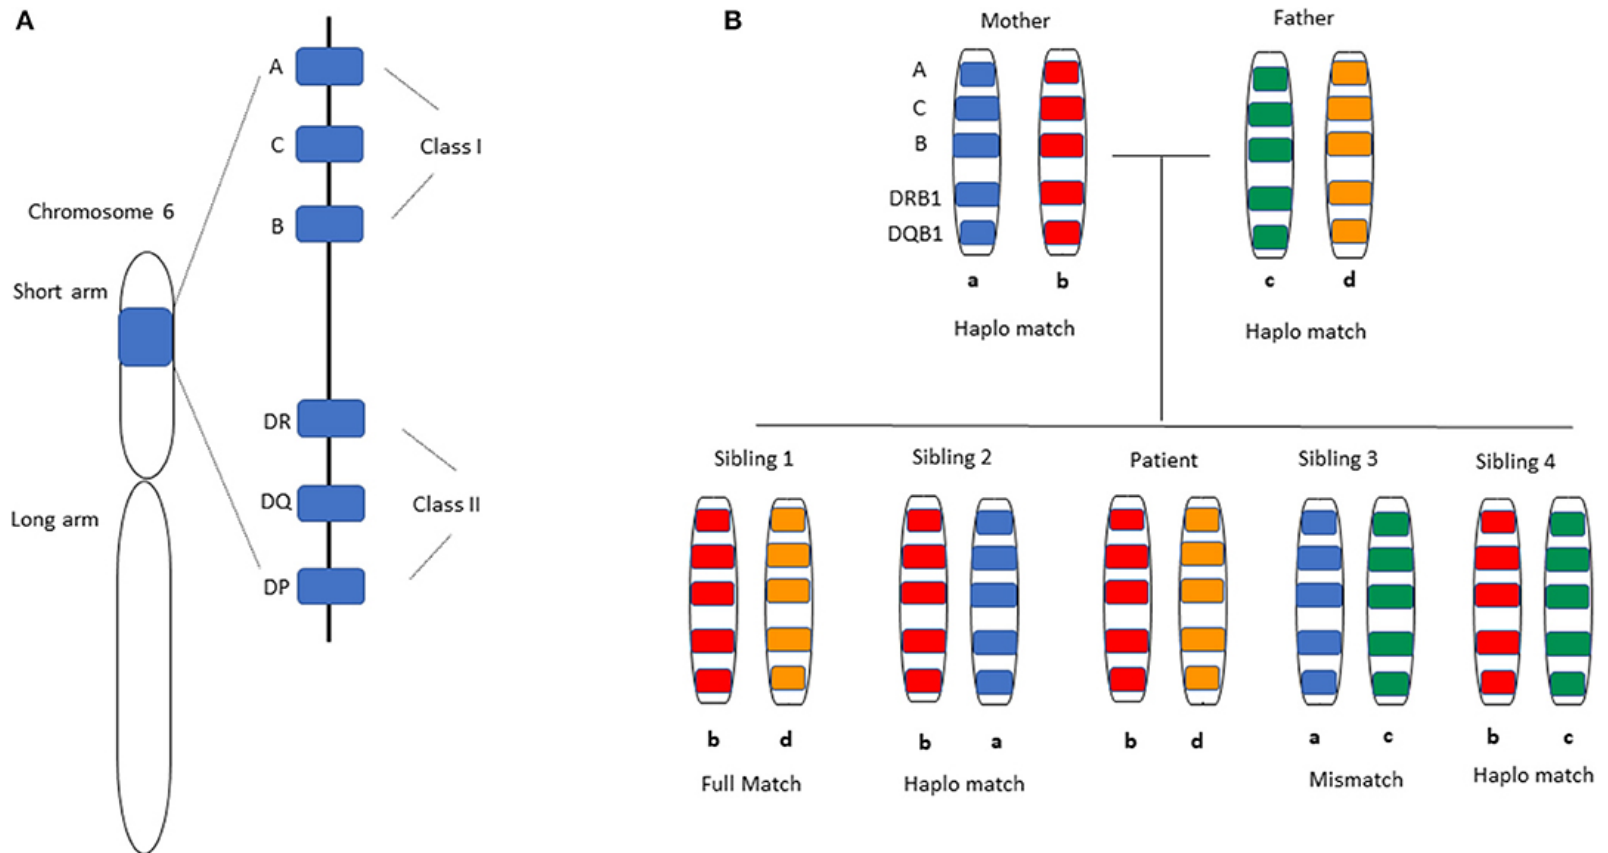 A
A
C
Class I
B
Chromosome 6
Short arm
DR
DQ
Class II
Long arm
DP
B
Mother
Father
A
C
B
DRB1
DQB1
a b c d
Haplo match Haplo match
Sibling 1 Sibling 2 Patient Sibling 3 Sibling 4
b d b a b d a c b c
Full Match Haplo match Mismatch Haplo match